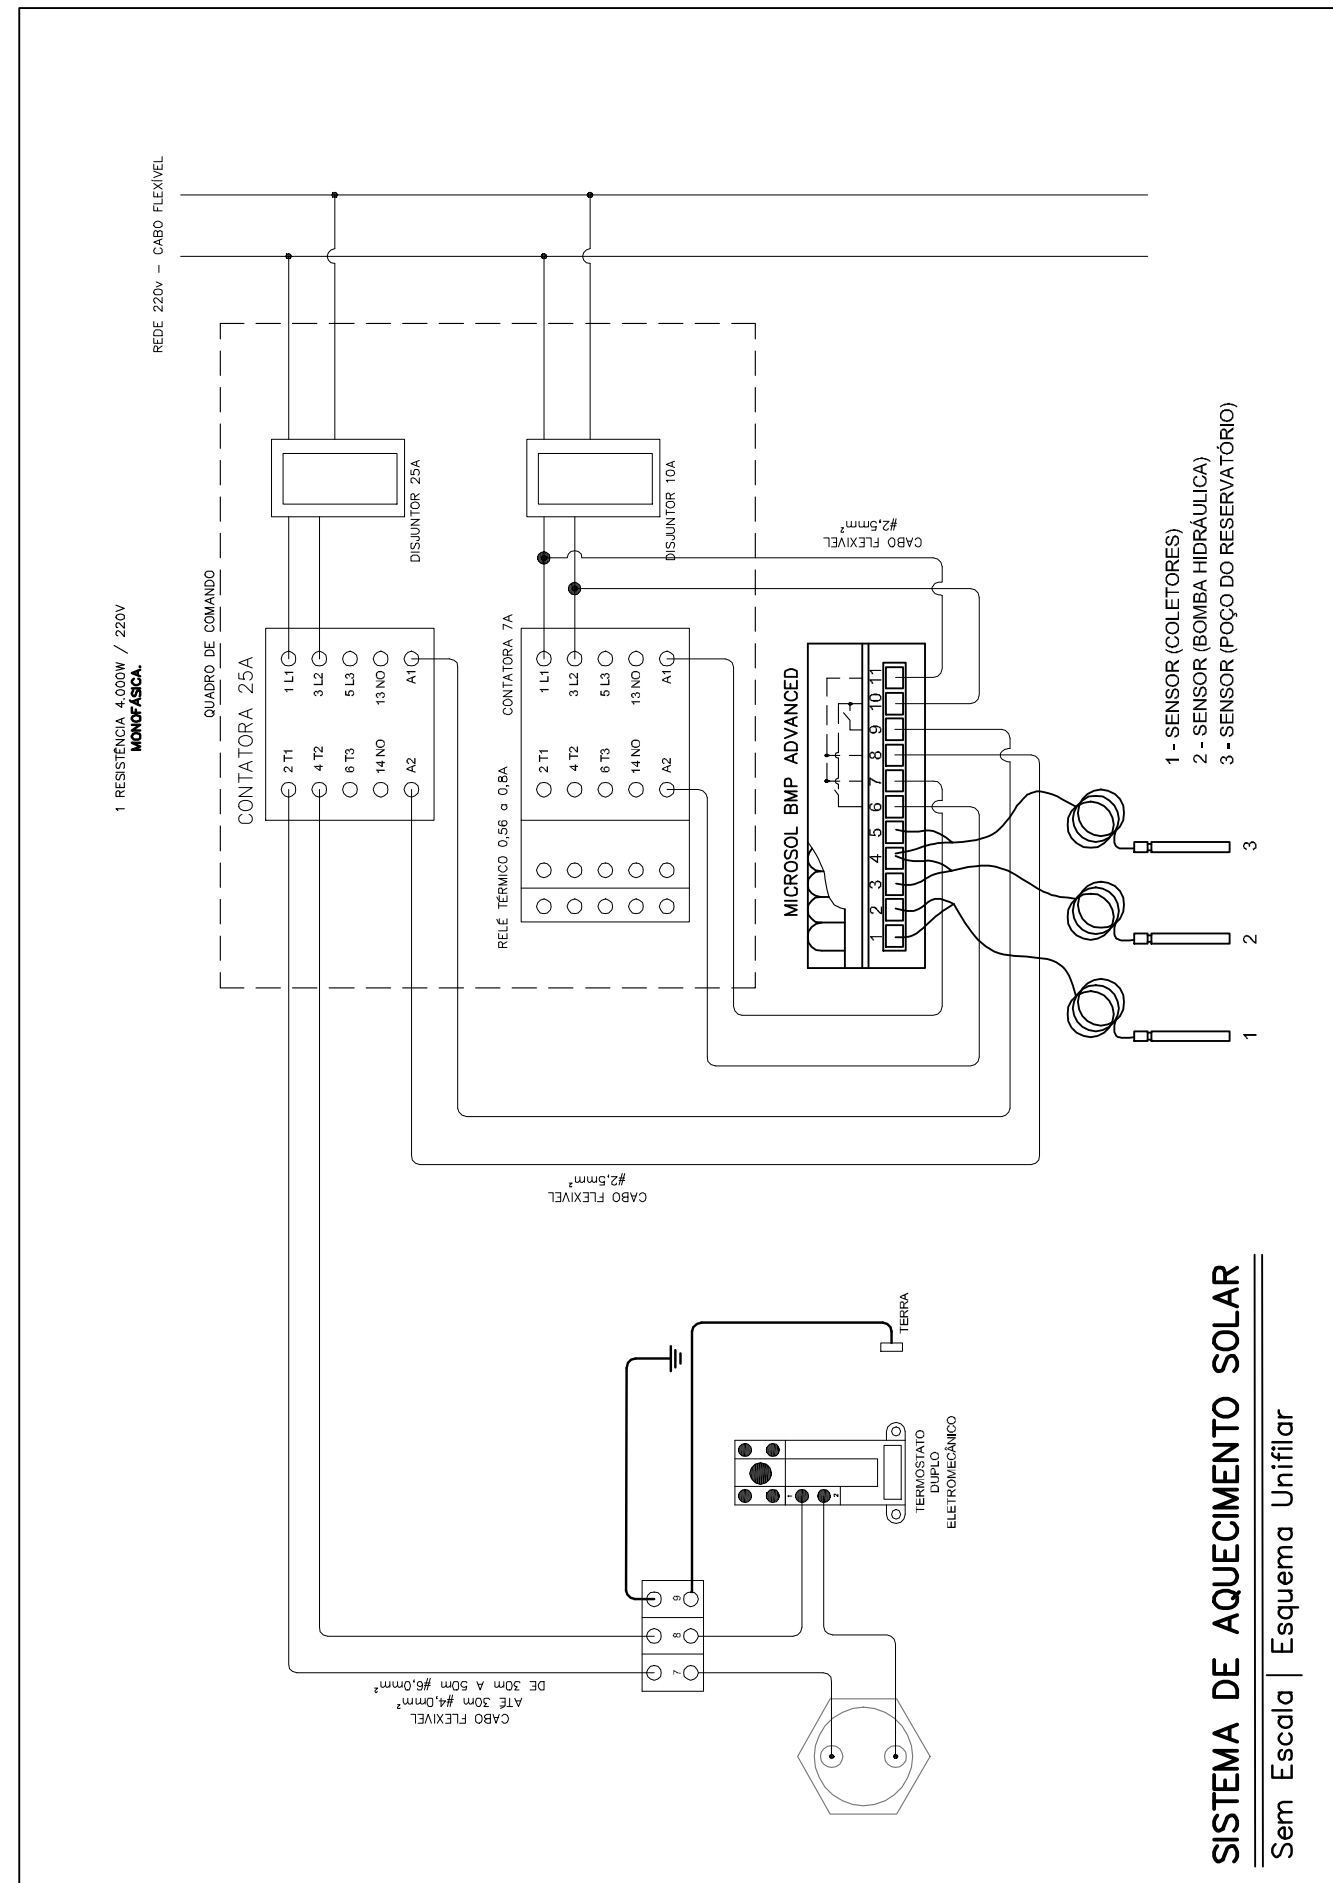 1 RESISTÊNCIA 4.000W / 220V
MONOFÁSICA.
REDE 220v - CABO FLEXÍVEL
QUADRO DE COMANDO
CONTATORA 25A
2 T1
1 L1
4 T2
3 L2
6 T3
5 L3
14 NO
13 NO
A2
A1
DISJUNTOR 25A
RELÉ TÉRMICO 0,56 a 0,8A
CONTATORA 7A
2 T1
1 L1
4 T2
3 L2
6 T3
5 L3
14 NO
13 NO
A2
A1
DISJUNTOR 10A
CABO FLEXIVEL
#2,5mm²
MICROSOL BMP ADVANCED
1 2 3 4 5 6 7 8 9 10 11
CABO FLEXIVEL
#2,5mm²
CABO FLEXIVEL
ATÉ 30m #4,0mm²
DE 30m A 50m #6,0mm²
7 8 9
1
2
TERMOSTATO
DUPLO
ELETROMECÂNICO
TERRA
1 2 3
1 - SENSOR (COLETORES)
2 - SENSOR (BOMBA HIDRÁULICA)
3 - SENSOR (POÇO DO RESERVATÓRIO)
SISTEMA DE AQUECIMENTO SOLAR
Sem Escala | Esquema Unifilar